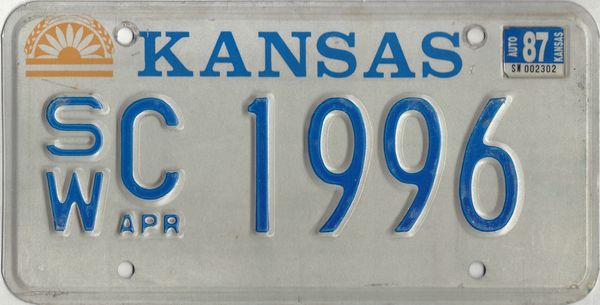 KANSAS
AUTO 87 KANSAS
SW 002302
SW C 1996
APR